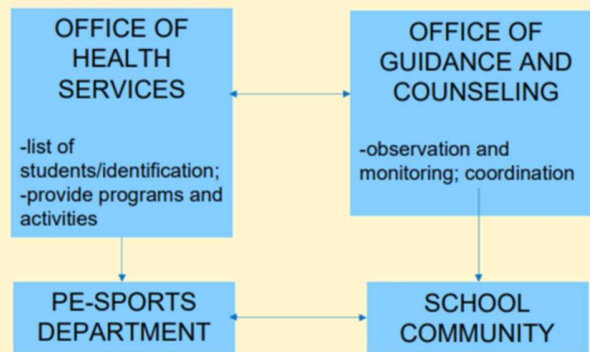 OFFICE OF
HEALTH
SERVICES
-list of
students/identification;
-provide programs and
activities
OFFICE OF
GUIDANCE AND
COUNSELING
-observation and
monitoring; coordination
PE-SPORTS
DEPARTMENT
SCHOOL
COMMUNITY